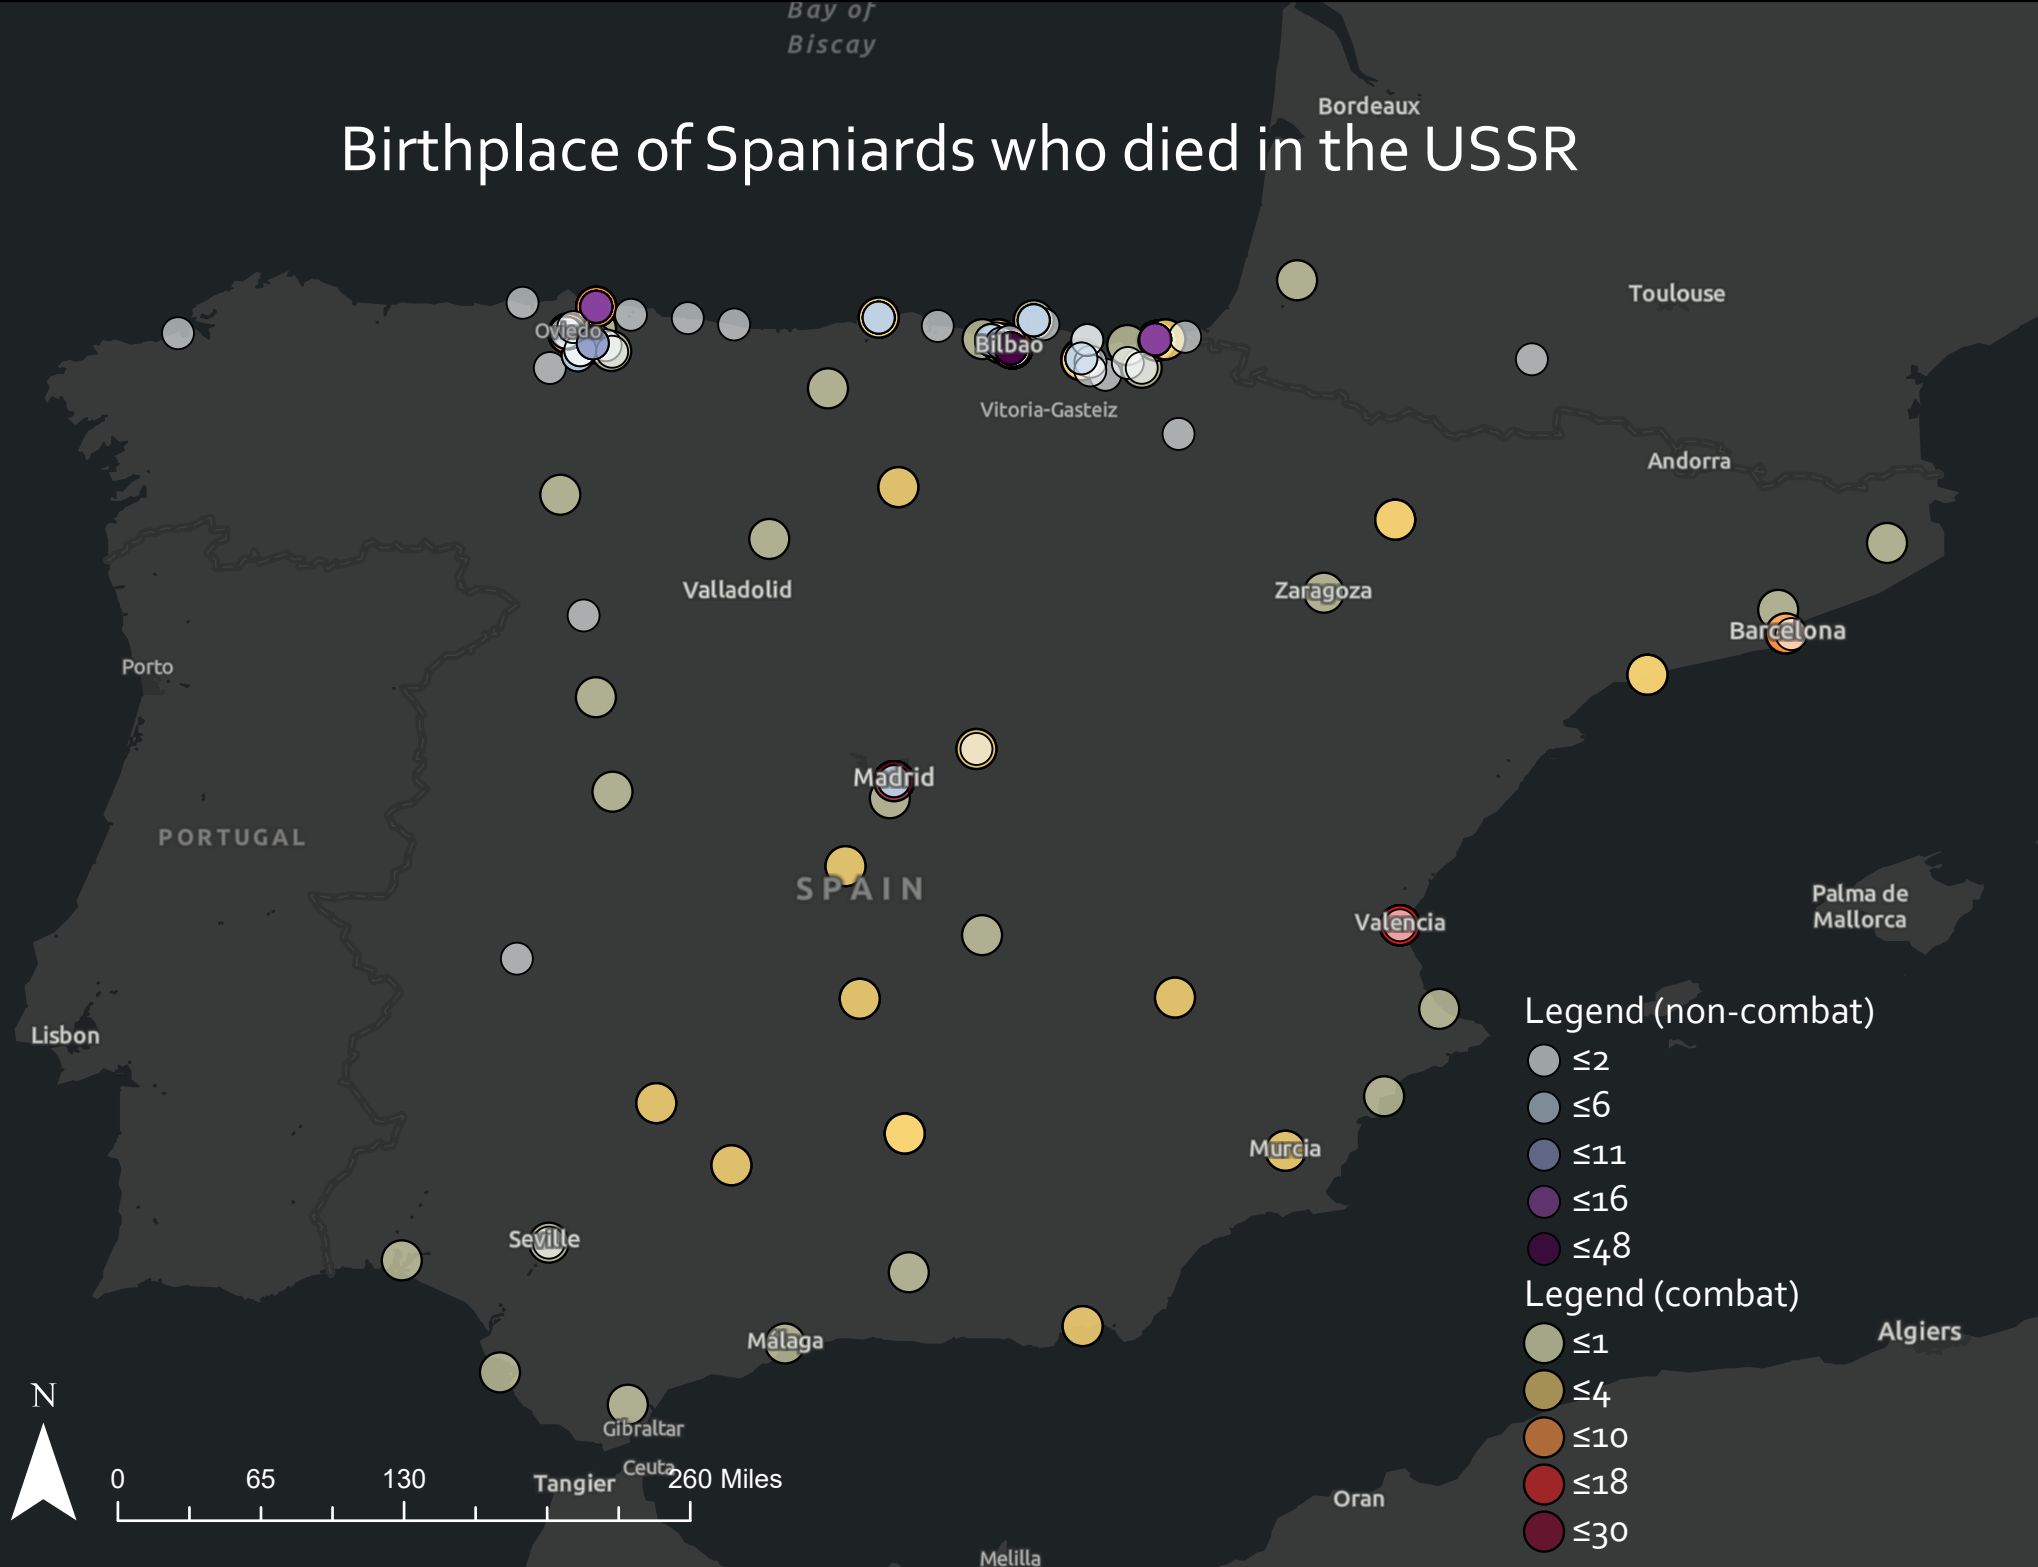 Bay of
Biscay
Bordeaux
Birthplace of Spaniards who died in the USSR
Toulouse
Oviedo
Bilbao
Vitoria-Gasteiz
Andorra
Valladolid
Zaragoza
Barcelona
Porto
Madrid
PORTUGAL
SPAIN
Palma de
Mallorca
Valencia
Lisbon
Legend (non-combat)
≤2
≤6
≤11
≤16
≤48
Murcia
Seville
Legend (combat)
≤1
≤4
≤10
≤18
≤30
Málaga
Algiers
N
Gibraltar
Ceuta
Tangier
0 65 130 260 Miles
Oran
Melilla